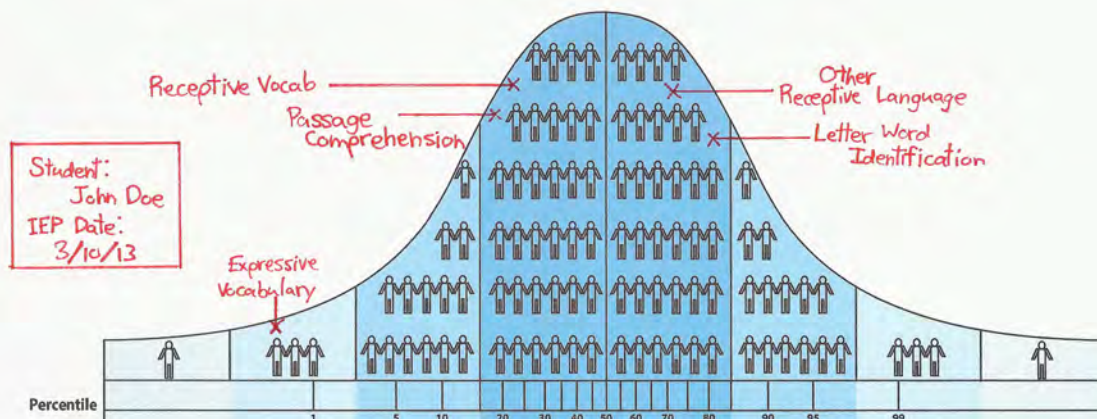 Receptive Vocab
Other
Receptive Language
Passage
Comprehension
Letter Word
Identification
Student:
John Doe
IEP Date:
3/10/13
Expressive
Vocabulary
Percentile
1 5 10 20 30 40 50 60 70 80 90 95 99